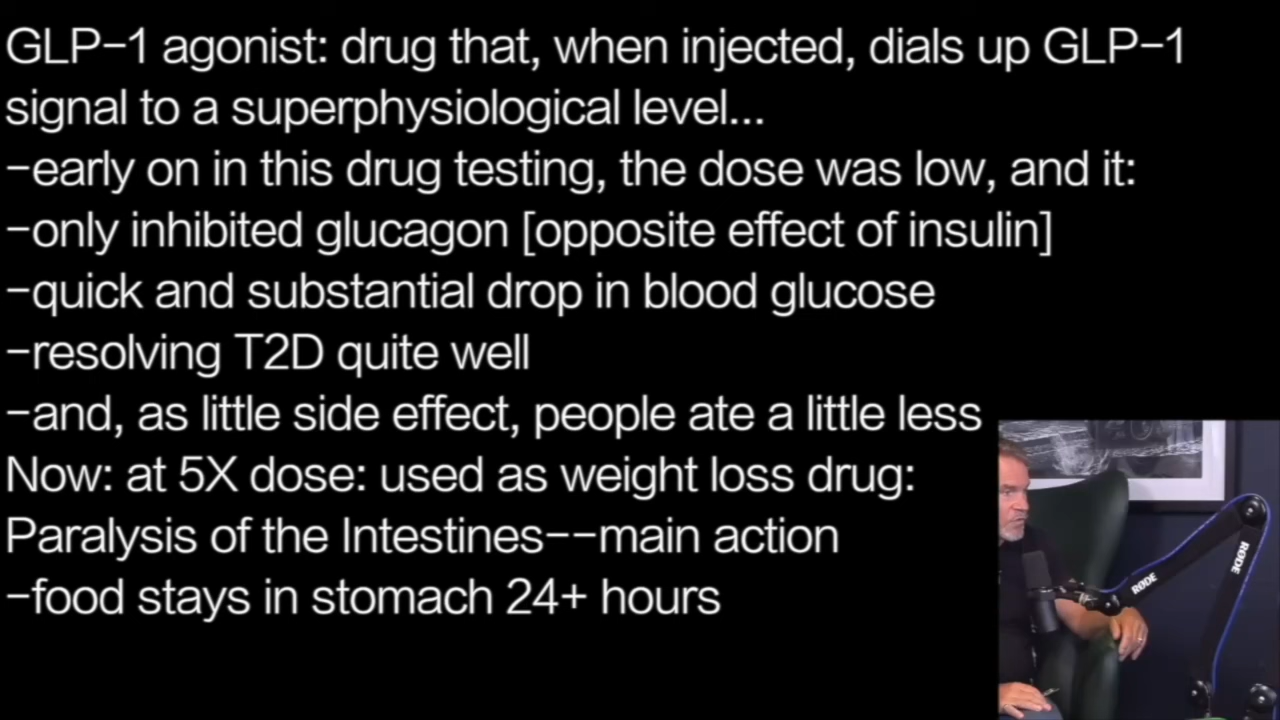 GLP-1 agonist: drug that, when injected, dials up GLP-1
signal to a superphysiological level...
-early on in this drug testing, the dose was low, and it:
-only inhibited glucagon [opposite effect of insulin]
-quick and substantial drop in blood glucose
-resolving T2D quite well
-and, as little side effect, people ate a little less
Now: at 5X dose: used as weight loss drug:
Paralysis of the Intestines--main action
-food stays in stomach 24+ hours
RØDE
RØDE